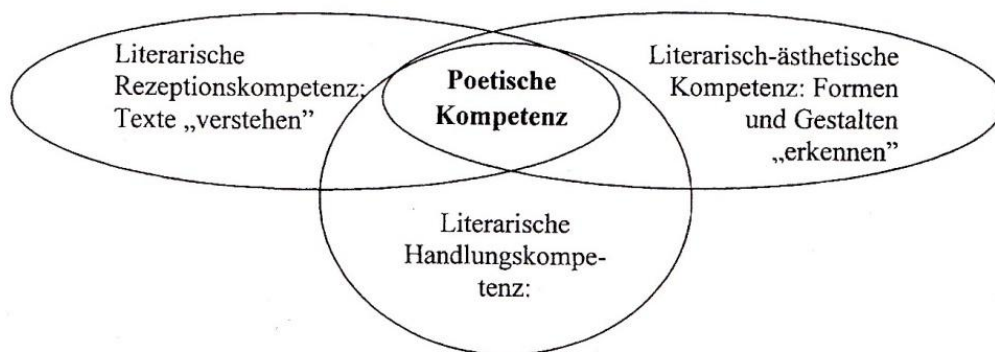 Literarische
Rezeptionskompetenz:
Texte „verstehen”
Poetische
Kompetenz
Literarisch-ästhetische
Kompetenz: Formen
und Gestalten
„erkennen”
Literarische
Handlungskompe-
tenz: